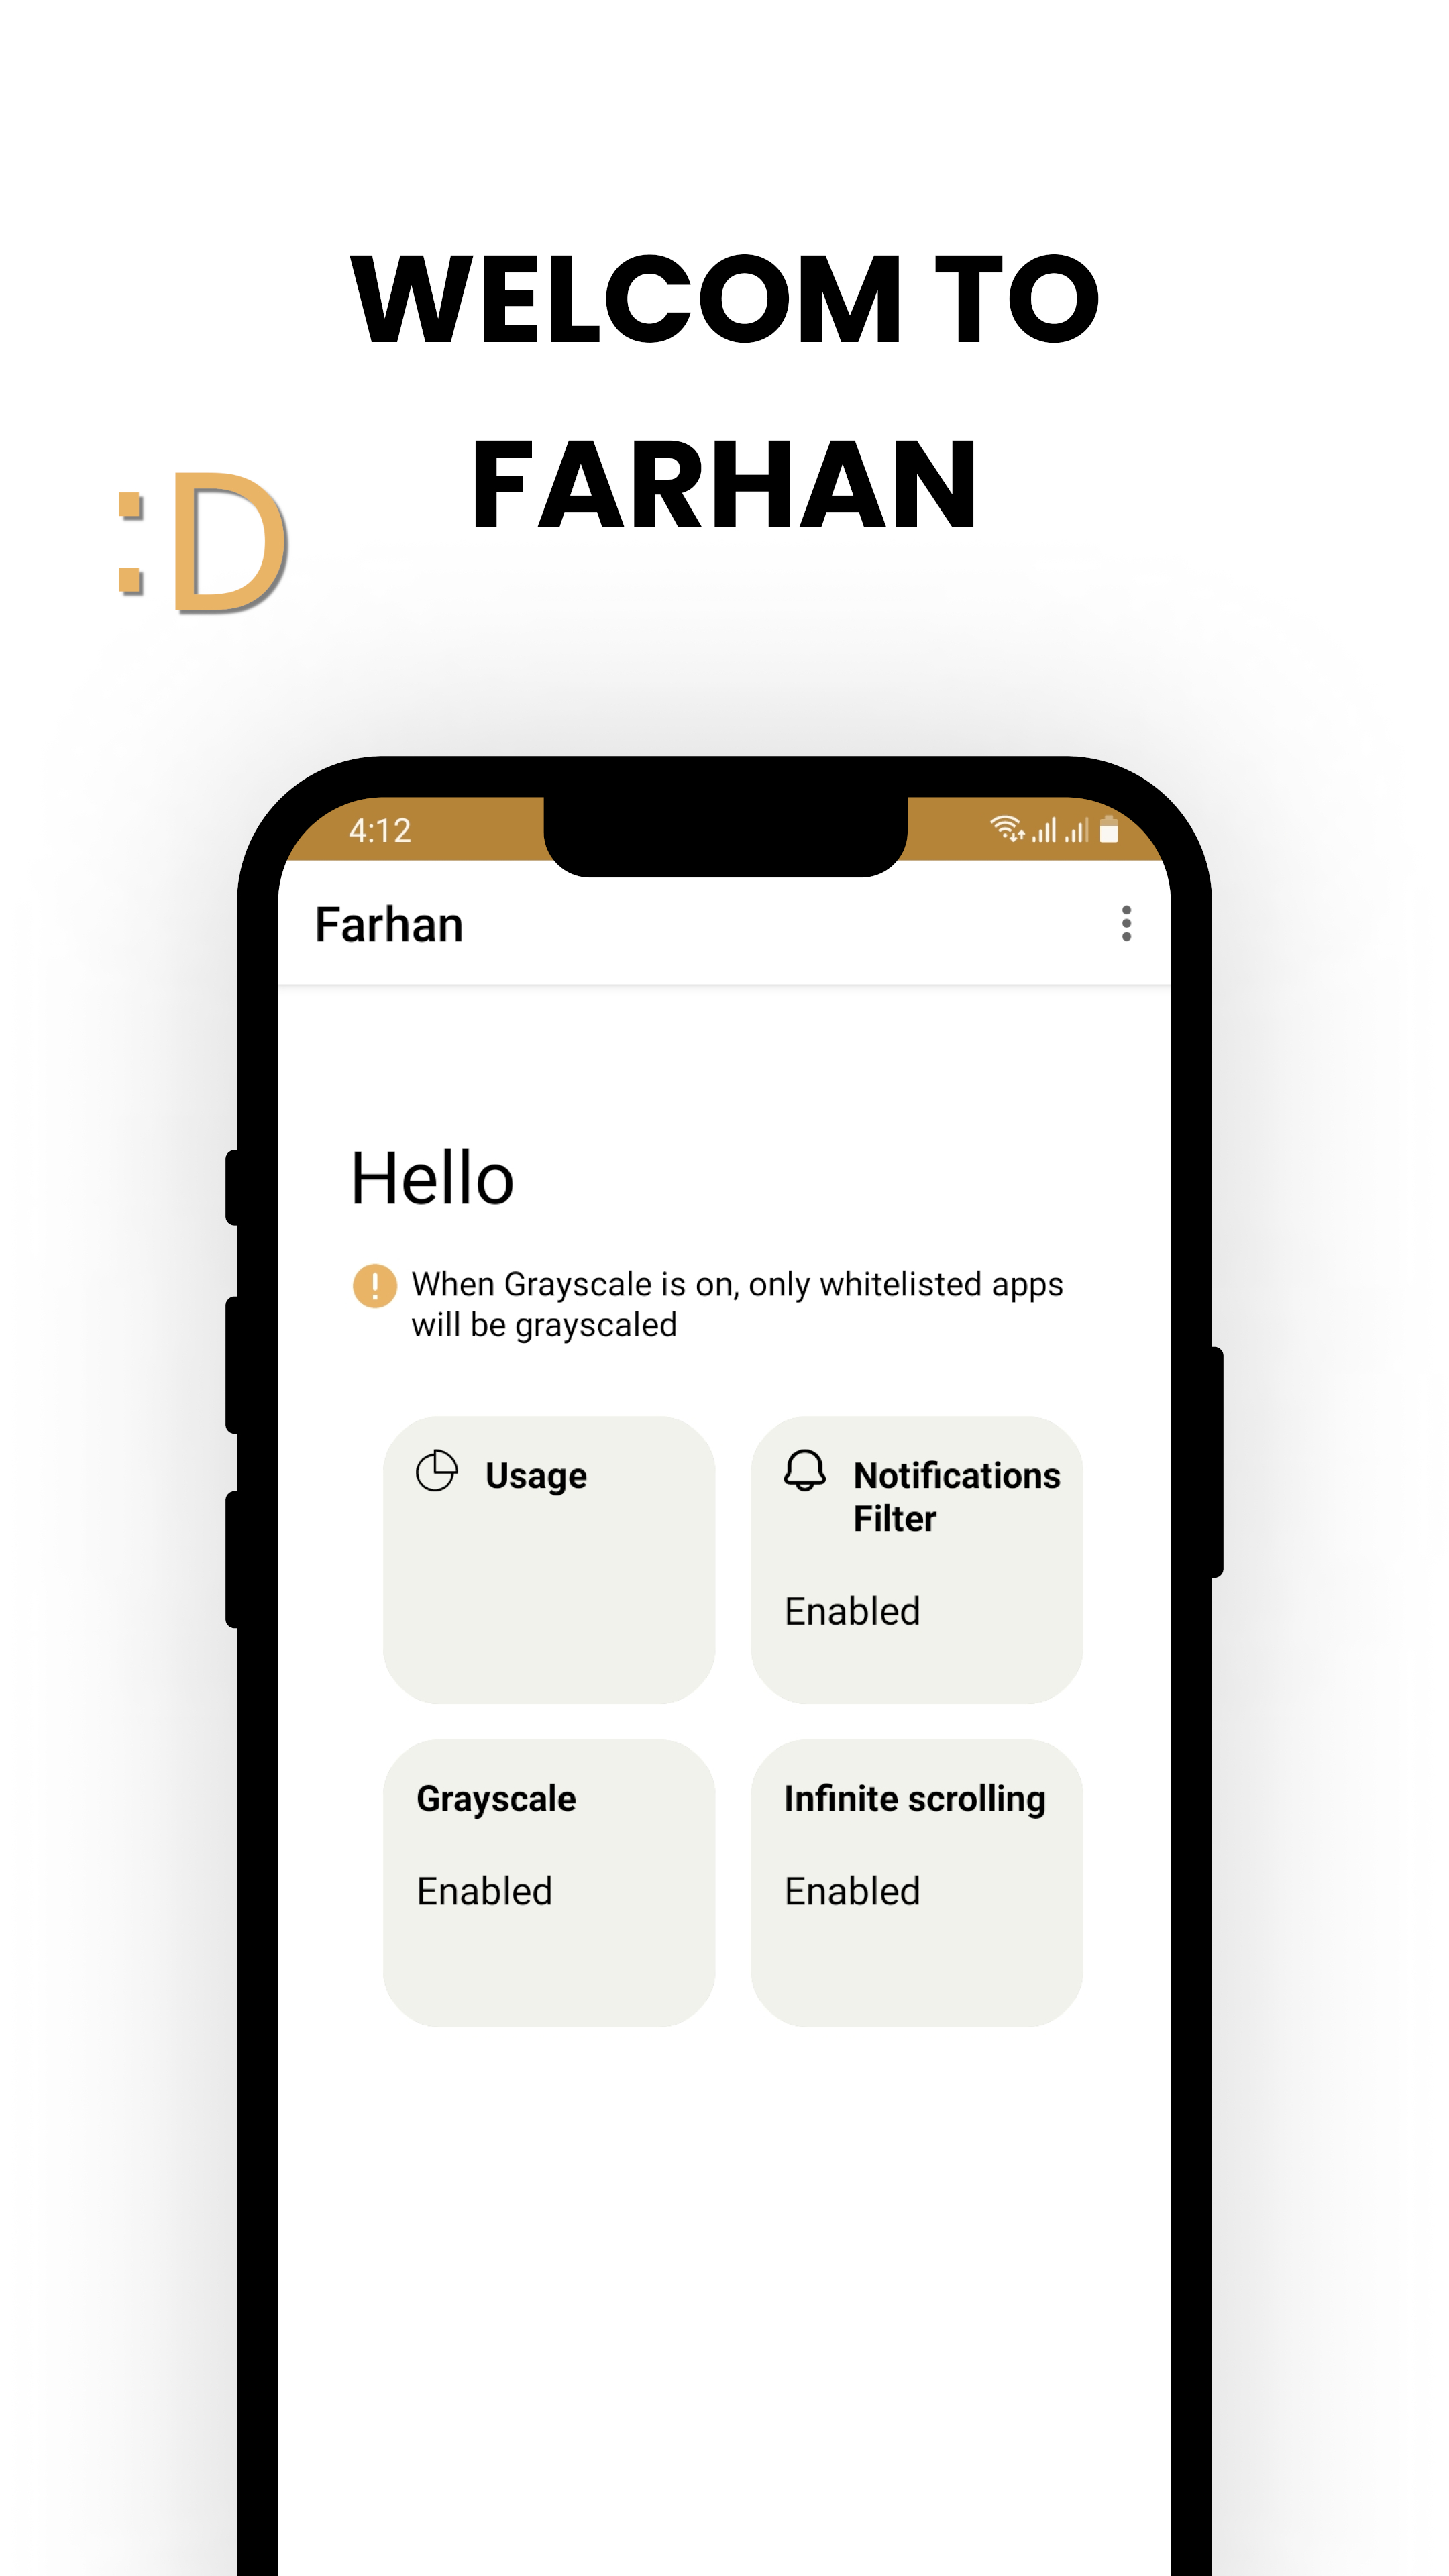 WELCOM TO
FARHAN
:D
4:12
Farhan
Hello
When Grayscale is on, only whitelisted apps
will be grayscaled
Usage
Notifications
Filter
Enabled
Grayscale
Enabled
Infinite scrolling
Enabled